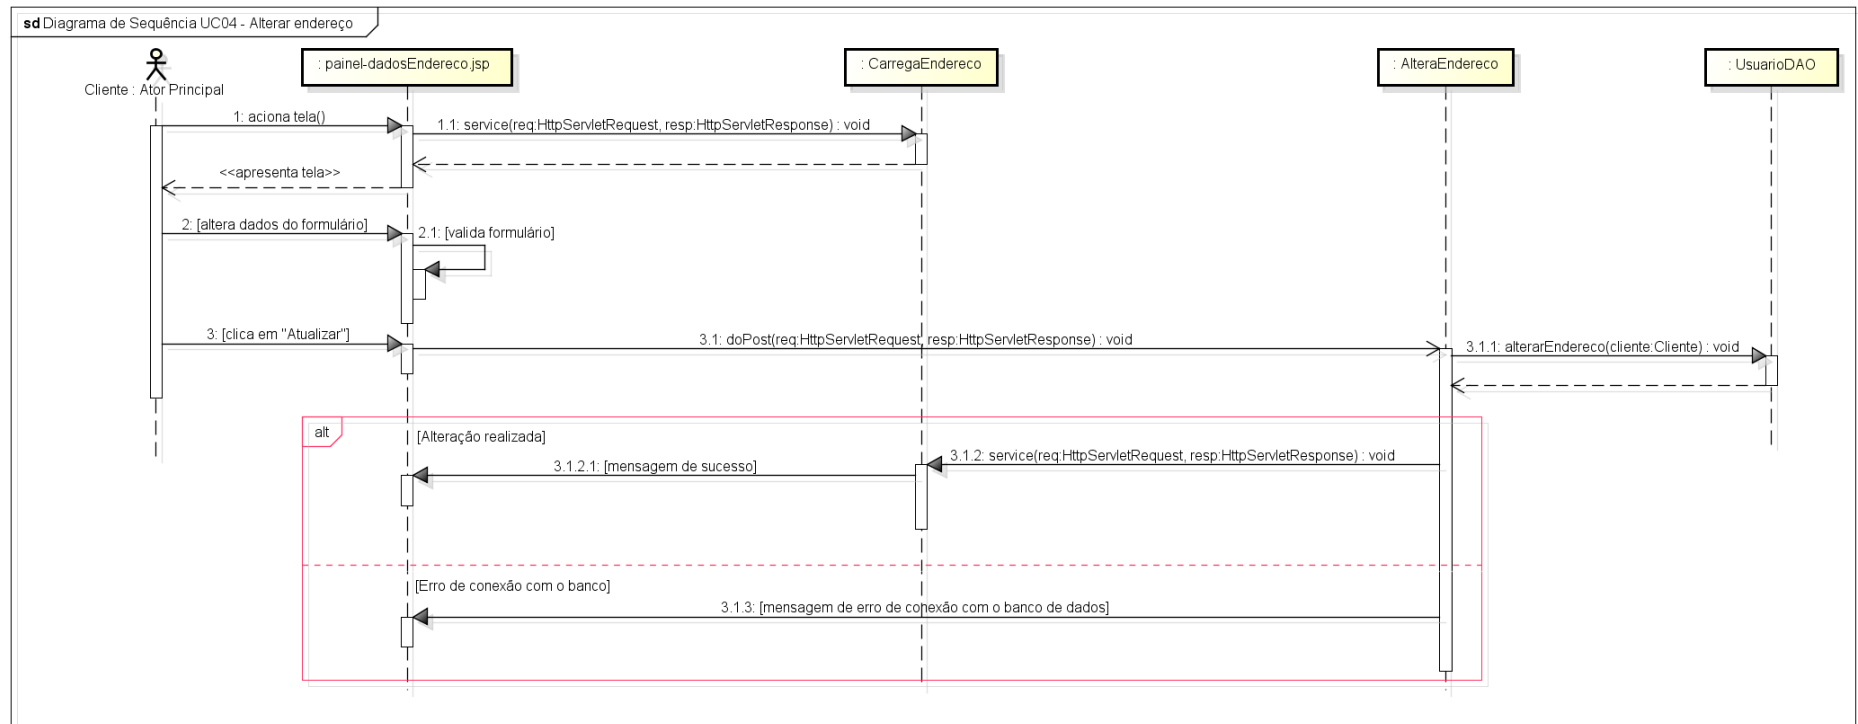 sd Diagrama de Sequência UC04 - Alterar endereço
Cliente : Ator Principal
: painel-dadosEndereco.jsp
: CarregaEndereco
: AlteraEndereco
: UsuarioDAO
1: aciona tela()
1.1: service(req:HttpServletRequest, resp:HttpServletResponse) : void
<<apresenta tela>>
2: [altera dados do formulário]
2.1: [valida formulário]
3: [clica em "Atualizar"]
3.1: doPost(req:HttpServletRequest, resp:HttpServletResponse) : void
3.1.1: alterarEndereco(cliente:Cliente) : void
alt
[Alteração realizada]
3.1.2: service(req:HttpServletRequest, resp:HttpServletResponse) : void
3.1.2.1: [mensagem de sucesso]
[Erro de conexão com o banco]
3.1.3: [mensagem de erro de conexão com o banco de dados]